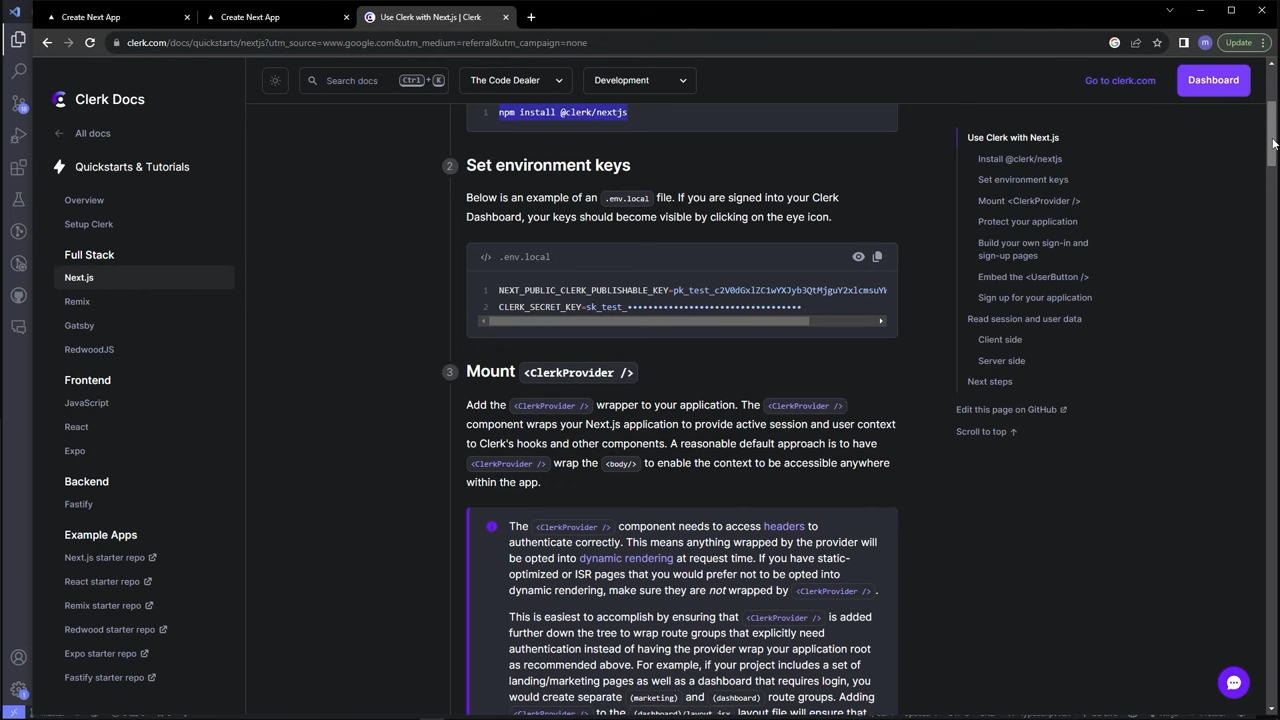 Create Next App
Create Next App
Use Clerk with Next.js | Clerk
clerk.com/docs/quickstarts/nextjs?utm_source=www.google.com&utm_medium=referral&utm_campaign=none
m
Update
Clerk Docs
Search docs
Ctrl + K
The Code Dealer
Development
Go to clerk.com
Dashboard
All docs
Quickstarts & Tutorials
Overview
Setup Clerk
Full Stack
Next.js
Remix
Gatsby
RedwoodJS
Frontend
JavaScript
React
Expo
Backend
Fastify
Example Apps
Next.js starter repo
React starter repo
Remix starter repo
Redwood starter repo
Expo starter repo
Fastify starter repo
1 npm install @clerk/nextjs
2 Set environment keys
Below is an example of an .env.local file. If you are signed into your Clerk
Dashboard, your keys should become visible by clicking on the eye icon.
</> .env.local
1 NEXT_PUBLIC_CLERK_PUBLISHABLE_KEY=pk_test_
2 CLERK_SECRET_KEY=sk_test_••••••••••••••••••••••••••••••••
3 Mount <ClerkProvider />
Add the <ClerkProvider /> wrapper to your application. The <ClerkProvider />
component wraps your Next.js application to provide active session and user context
to Clerk's hooks and other components. A reasonable default approach is to have
<ClerkProvider /> wrap the <body/> to enable the context to be accessible anywhere
within the app.
The <ClerkProvider /> component needs to access headers to
authenticate correctly. This means anything wrapped by the provider will
be opted into dynamic rendering at request time. If you have static-
optimized or ISR pages that you would prefer not to be opted into
dynamic rendering, make sure they are not wrapped by <ClerkProvider /> .
This is easiest to accomplish by ensuring that <ClerkProvider /> is added
further down the tree to wrap route groups that explicitly need
authentication instead of having the provider wrap your application root
as recommended above. For example, if your project includes a set of
landing/marketing pages as well as a dashboard that requires login, you
would create separate (marketing) and (dashboard) route groups. Adding
<ClerkProvider /> to the (dashboard)/layout.jsx layout file will ensure that
Use Clerk with Next.js
Install @clerk/nextjs
Set environment keys
Mount <ClerkProvider />
Protect your application
Build your own sign-in and
sign-up pages
Embed the <UserButton />
Sign up for your application
Read session and user data
Client side
Server side
Next steps
Edit this page on GitHub
Scroll to top